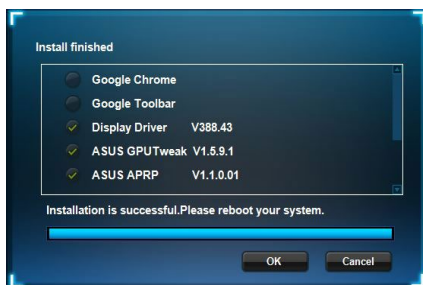 Install finished
Google Chrome
Google Toolbar
Display Driver V388.43
ASUS GPUTweak V1.5.9.1
ASUS APRP V1.1.0.01
Installation is successful.Please reboot your system.
OK Cancel